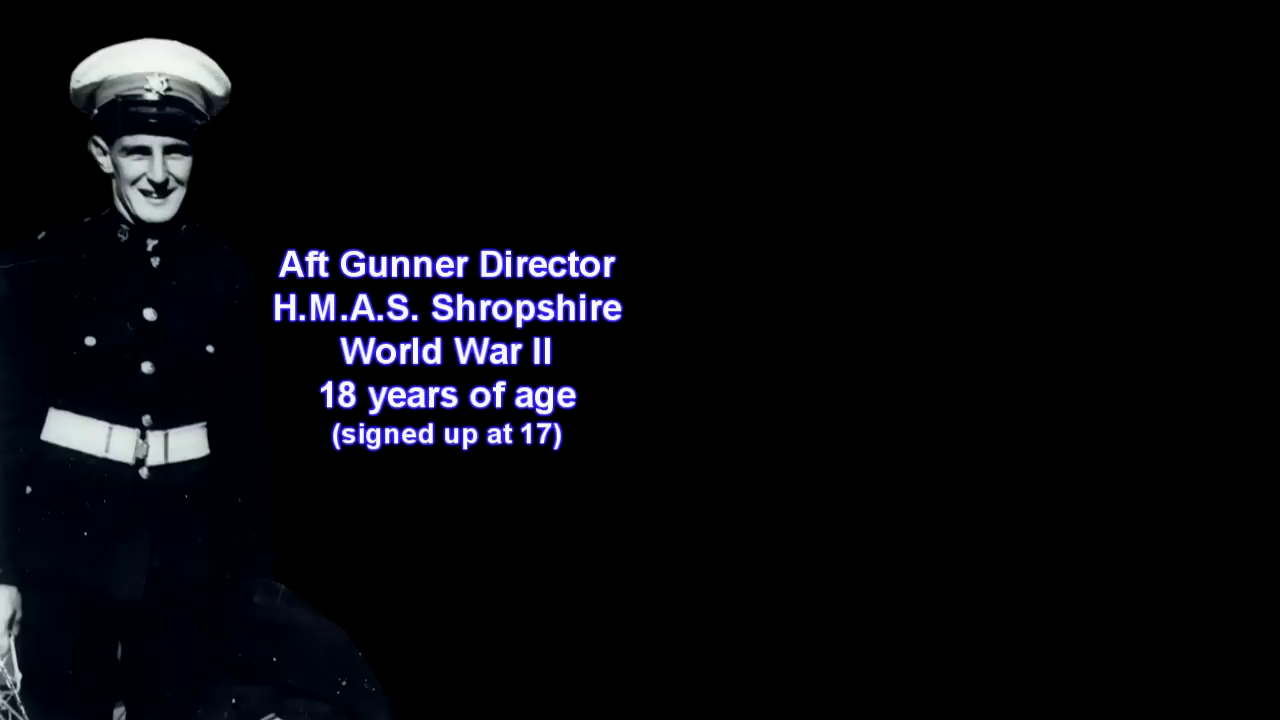 Aft Gunner Director
H.M.A.S. Shropshire
World War II
18 years of age
(signed up at 17)